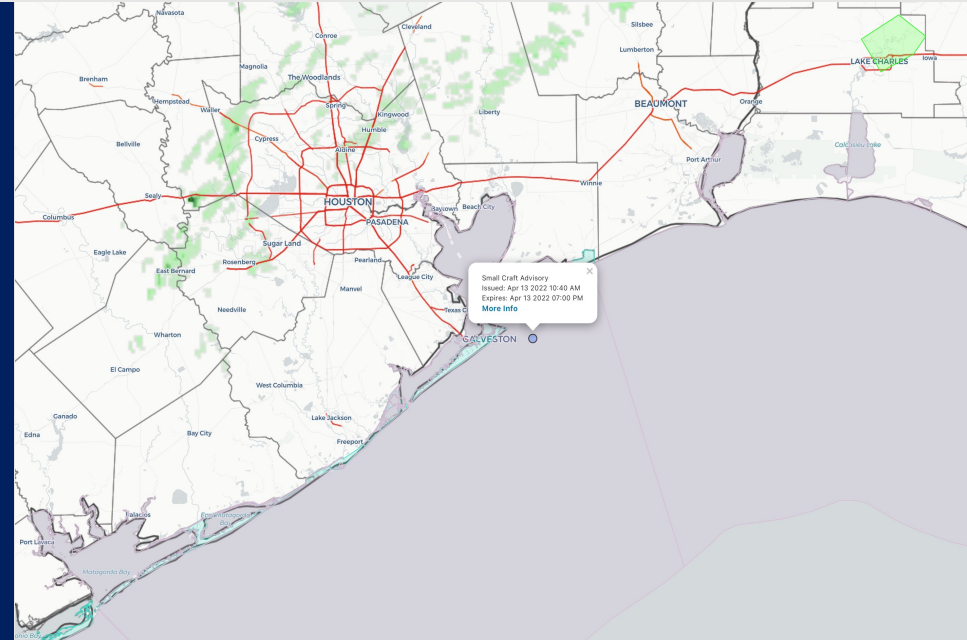 Navasota
Conroe
Cleveland
Silsbee
Lumberton
LAKE CHARLES
Iowa
Magnolia
The Woodlands
Brenham
Hempstead
Waller
Spring
Kingwood
Liberty
BEAUMONT
Orange
Humble
Bellville
Cypress
Aldine
Calcasieu Lake
Port Arthur
Winnie
Sealy
HOUSTON
Baytown
Beach City
Columbus
PASADENA
Sugar Land
Eagle Lake
Rosenberg
Pearland
East Bernard
League City
Manvel
Small Craft Advisory
Issued: Apr 13 2022 10:40 AM
Expires: Apr 13 2022 07:00 PM
More Info
Needville
Texas C
GALVESTON
Wharton
El Campo
West Columbia
Lake Jackson
Ganado
Edna
Bay City
Freeport
Palacios
Bay
Port Lavaca
Matagorda Bay
onio Bay